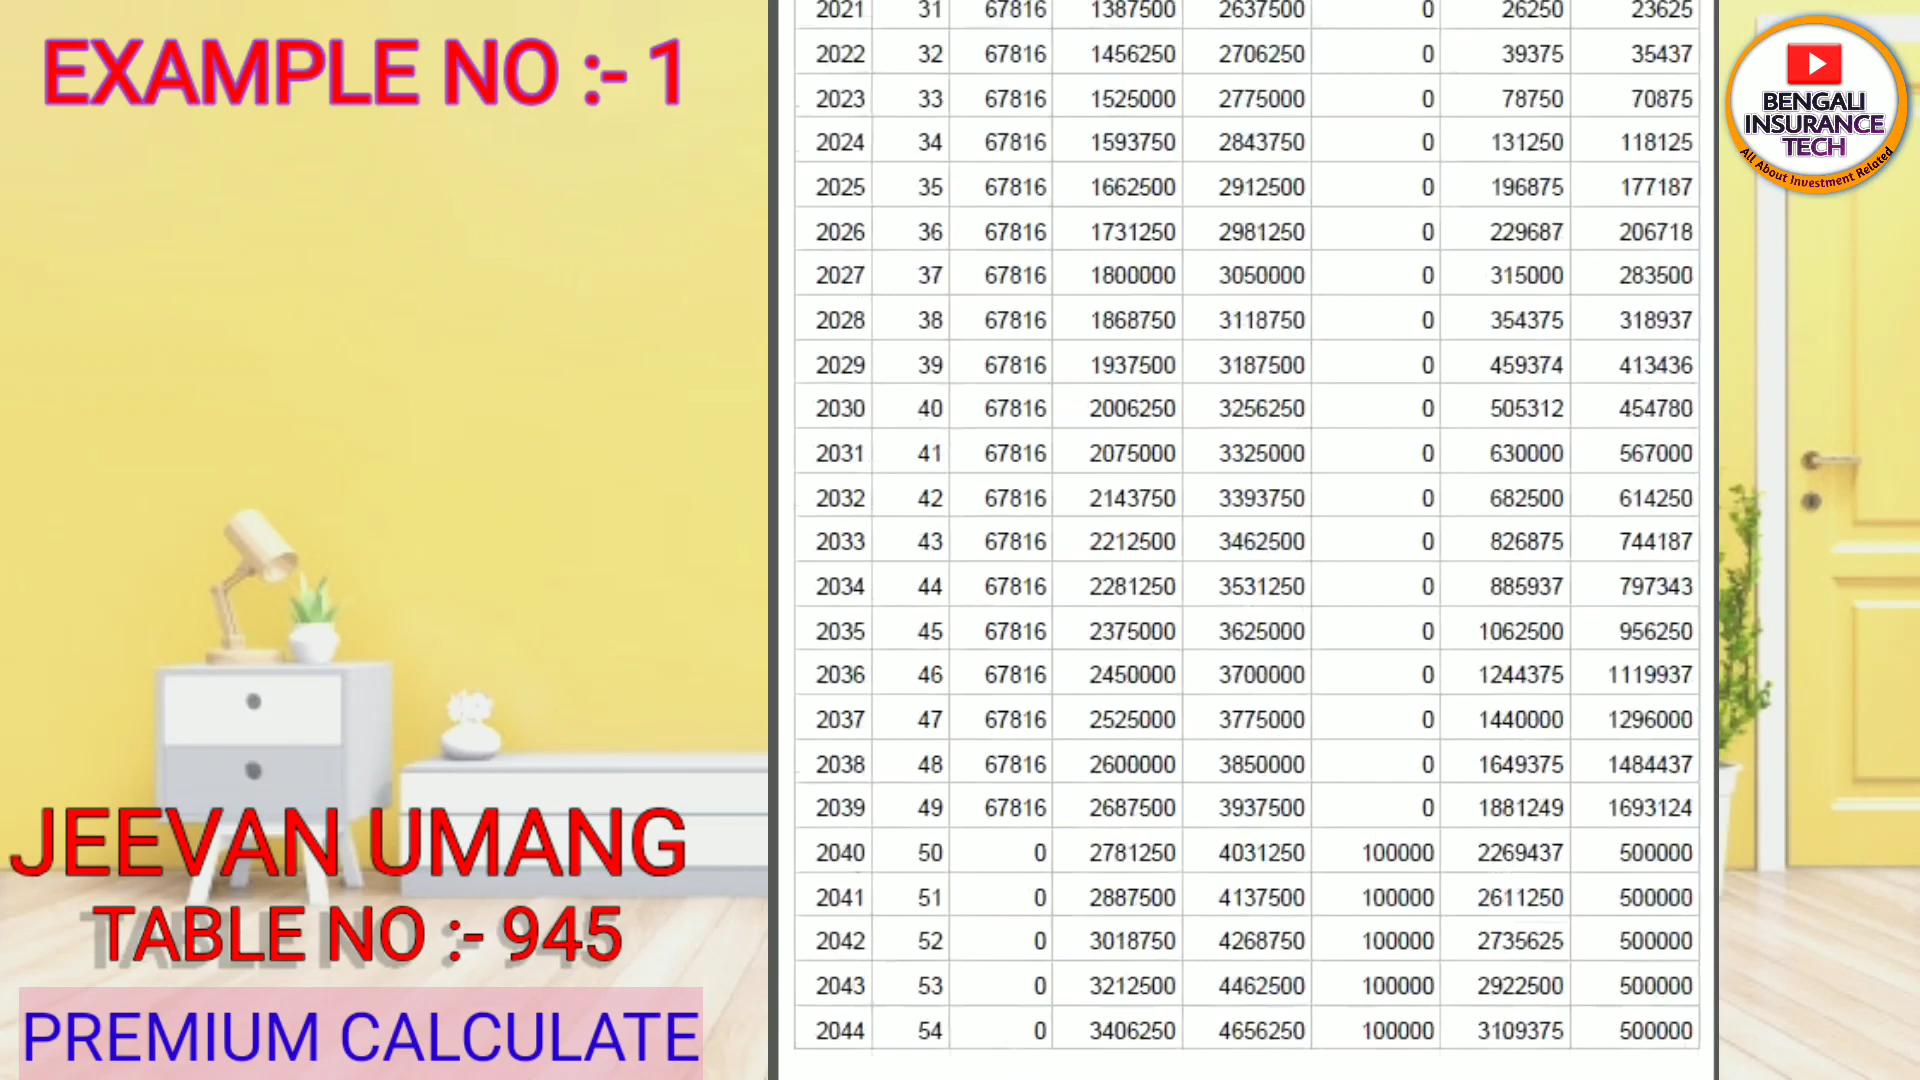 EXAMPLE NO :- 1
2021 31 67816 1387500 2637500 0 26250 23625
2022 32 67816 1456250 2706250 0 39375 35437
2023 33 67816 1525000 2775000 0 78750 70875
2024 34 67816 1593750 2843750 0 131250 118125
2025 35 67816 1662500 2912500 0 196875 177187
2026 36 67816 1731250 2981250 0 229687 206718
2027 37 67816 1800000 3050000 0 315000 283500
2028 38 67816 1868750 3118750 0 354375 318937
2029 39 67816 1937500 3187500 0 459374 413436
2030 40 67816 2006250 3256250 0 505312 454780
2031 41 67816 2075000 3325000 0 630000 567000
2032 42 67816 2143750 3393750 0 682500 614250
2033 43 67816 2212500 3462500 0 826875 744187
2034 44 67816 2281250 3531250 0 885937 797343
2035 45 67816 2375000 3625000 0 1062500 956250
2036 46 67816 2450000 3700000 0 1244375 1119937
2037 47 67816 2525000 3775000 0 1440000 1296000
2038 48 67816 2600000 3850000 0 1649375 1484437
2039 49 67816 2687500 3937500 0 1881249 1693124
2040 50 0 2781250 4031250 100000 2269437 500000
2041 51 0 2887500 4137500 100000 2611250 500000
2042 52 0 3018750 4268750 100000 2735625 500000
2043 53 0 3212500 4462500 100000 2922500 500000
2044 54 0 3406250 4656250 100000 3109375 500000
BENGALI
INSURANCE
TECH
All About Investment Related
JEEVAN UMANG
TABLE NO :- 945
PREMIUM CALCULATE